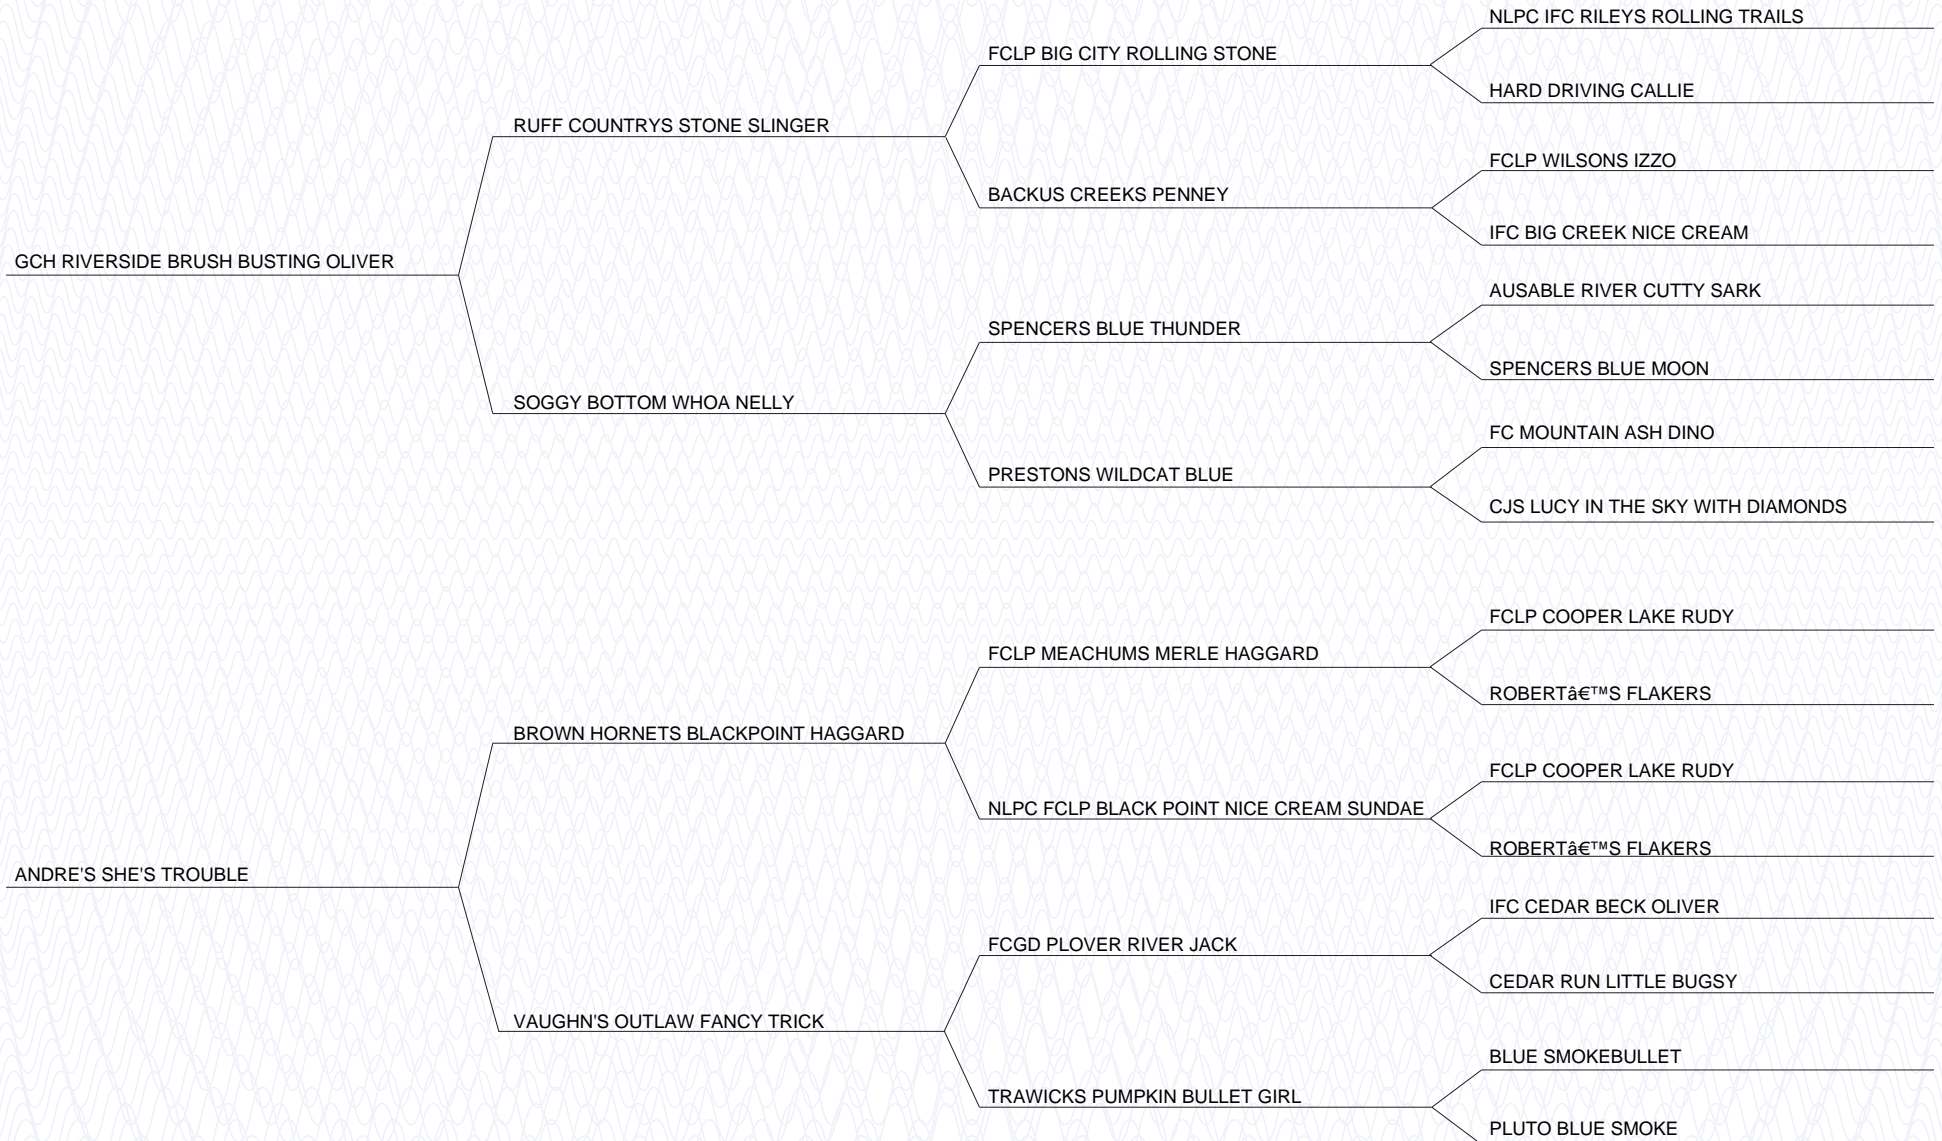 NLPC IFC RILEYS ROLLING TRAILS
FCLP BIG CITY ROLLING STONE
HARD DRIVING CALLIE
RUFF COUNTRYS STONE SLINGER
FCLP WILSONS IZZO
BACKUS CREEKS PENNEY
IFC BIG CREEK NICE CREAM
GCH RIVERSIDE BRUSH BUSTING OLIVER
AUSABLE RIVER CUTTY SARK
SPENCERS BLUE THUNDER
SPENCERS BLUE MOON
SOGGY BOTTOM WHOA NELLY
FC MOUNTAIN ASH DINO
PRESTONS WILDCAT BLUE
CJS LUCY IN THE SKY WITH DIAMONDS
FCLP COOPER LAKE RUDY
FCLP MEACHUMS MERLE HAGGARD
ROBERTâ€™S FLAKERS
BROWN HORNETS BLACKPOINT HAGGARD
FCLP COOPER LAKE RUDY
NLPC FCLP BLACK POINT NICE CREAM SUNDAE
ROBERTâ€™S FLAKERS
ANDRE'S SHE'S TROUBLE
IFC CEDAR BECK OLIVER
FCGD PLOVER RIVER JACK
CEDAR RUN LITTLE BUGSY
VAUGHN'S OUTLAW FANCY TRICK
BLUE SMOKEBULLET
TRAWICKS PUMPKIN BULLET GIRL
PLUTO BLUE SMOKE